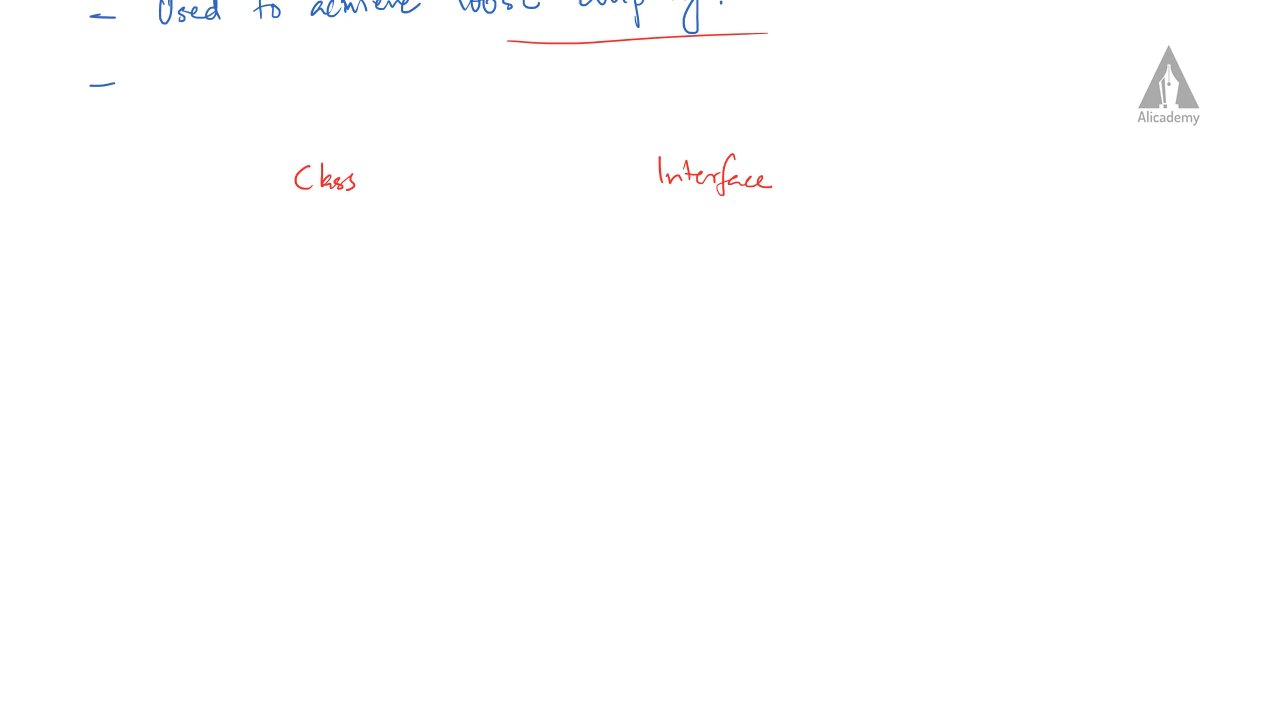 - Used to achieve loose coupling.
-
Alicademy
Class Interface